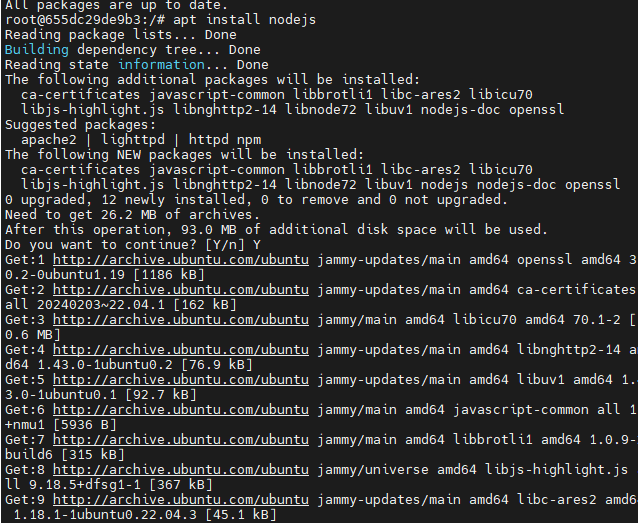 All packages are up to date.
root@655dc29de9b3:/# apt install nodejs
Reading package lists... Done
Building dependency tree... Done
Reading state information... Done
The following additional packages will be installed:
  ca-certificates javascript-common libbrotli1 libc-ares2 libicu70
  libjs-highlight.js libnghttp2-14 libnode72 libuv1 nodejs-doc openssl
Suggested packages:
  apache2 | lighttpd | httpd npm
The following NEW packages will be installed:
  ca-certificates javascript-common libbrotli1 libc-ares2 libicu70
  libjs-highlight.js libnghttp2-14 libnode72 libuv1 nodejs nodejs-doc openssl
0 upgraded, 12 newly installed, 0 to remove and 0 not upgraded.
Need to get 26.2 MB of archives.
After this operation, 93.0 MB of additional disk space will be used.
Do you want to continue? [Y/n] Y
Get:1 http://archive.ubuntu.com/ubuntu jammy-updates/main amd64 openssl amd64 3
0.2-0ubuntu1.19 [1186 kB]
Get:2 http://archive.ubuntu.com/ubuntu jammy-updates/main amd64 ca-certificates
all 20240203~22.04.1 [162 kB]
Get:3 http://archive.ubuntu.com/ubuntu jammy/main amd64 libicu70 amd64 70.1-2 [
0.6 MB]
Get:4 http://archive.ubuntu.com/ubuntu jammy-updates/main amd64 libnghttp2-14 am
d64 1.43.0-1ubuntu0.2 [76.9 kB]
Get:5 http://archive.ubuntu.com/ubuntu jammy-updates/main amd64 libuv1 amd64 1.
3.0-1ubuntu0.1 [92.7 kB]
Get:6 http://archive.ubuntu.com/ubuntu jammy/main amd64 javascript-common all 1
+nmu1 [5936 B]
Get:7 http://archive.ubuntu.com/ubuntu jammy/main amd64 libbrotli1 amd64 1.0.9-
build6 [315 kB]
Get:8 http://archive.ubuntu.com/ubuntu jammy/universe amd64 libjs-highlight.js
ll 9.18.5+dfsg1-1 [367 kB]
Get:9 http://archive.ubuntu.com/ubuntu jammy-updates/main amd64 libc-ares2 amd6
 1.18.1-1ubuntu0.22.04.3 [45.1 kB]